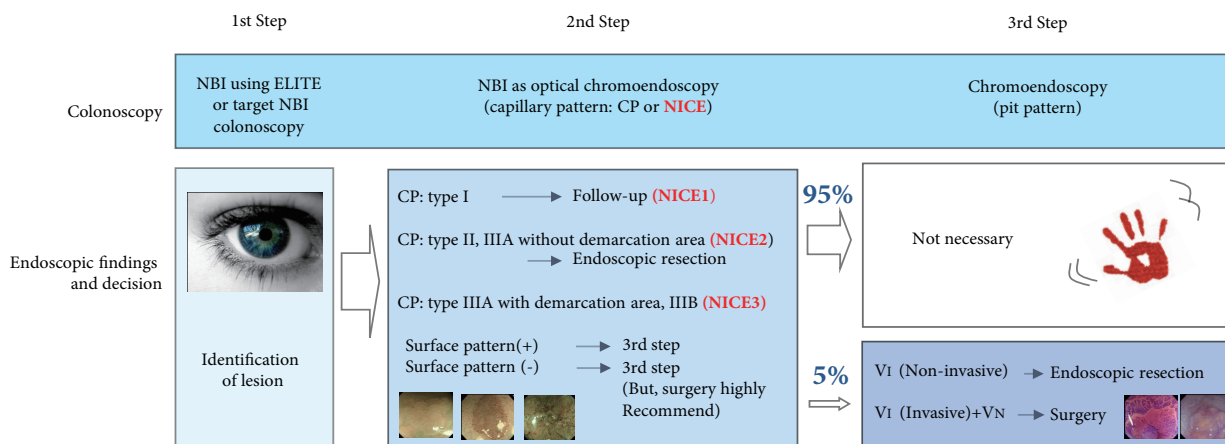 1st Step
2nd Step
3rd Step
Colonoscopy
NBI using ELITE
or target NBI
colonoscopy
NBI as optical chromoendoscopy
(capillary pattern: CP or NICE)
Chromoendoscopy
(pit pattern)
Endoscopic findings
and decision
Identification
of lesion
CP: type I
Follow-up (NICE1)
CP: type II, IIIA without demarcation area (NICE2)
Endoscopic resection
CP: type IIIA with demarcation area, IIIB (NICE3)
Surface pattern(+)
3rd step
Surface pattern (-)
3rd step
(But, surgery highly
Recommend)
95%
Not necessary
5%
VI (Non-invasive)
Endoscopic resection
VI (Invasive)+VN
Surgery